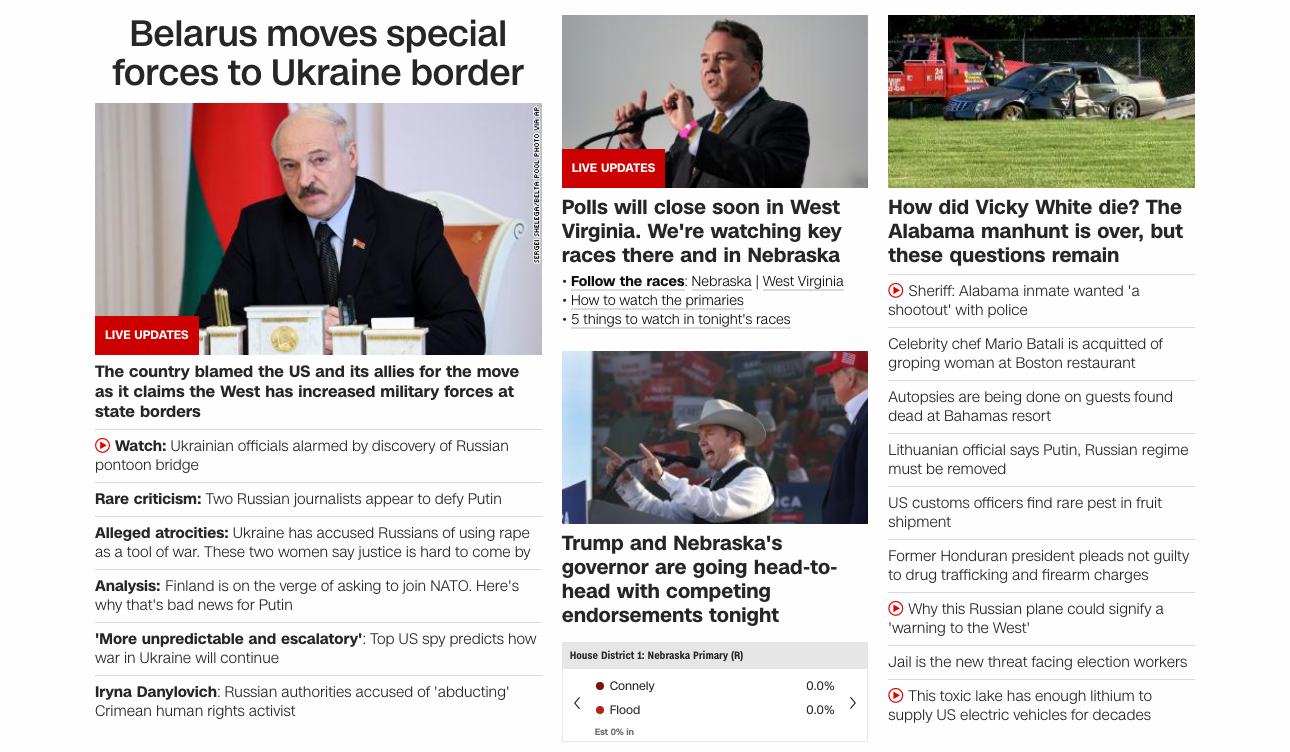 Belarus moves special
forces to Ukraine border
SERGEI SHELEGA/BELTA POOL PHOTO VIA AP
LIVE UPDATES
The country blamed the US and its allies for the move
as it claims the West has increased military forces at
state borders
Watch: Ukrainian officials alarmed by discovery of Russian
pontoon bridge
Rare criticism: Two Russian journalists appear to defy Putin
Alleged atrocities: Ukraine has accused Russians of using rape
as a tool of war. These two women say justice is hard to come by
Analysis: Finland is on the verge of asking to join NATO. Here's
why that's bad news for Putin
'More unpredictable and escalatory': Top US spy predicts how
war in Ukraine will continue
Iryna Danylovich: Russian authorities accused of 'abducting'
Crimean human rights activist
LIVE UPDATES
Polls will close soon in West
Virginia. We're watching key
races there and in Nebraska
• Follow the races: Nebraska | West Virginia
• How to watch the primaries
• 5 things to watch in tonight's races
Trump and Nebraska's
governor are going head-to-
head with competing
endorsements tonight
House District 1: Nebraska Primary (R)
Connely 0.0%
Flood 0.0%
Est 0% in
24
How did Vicky White die? The
Alabama manhunt is over, but
these questions remain
Sheriff: Alabama inmate wanted 'a
shootout' with police
Celebrity chef Mario Batali is acquitted of
groping woman at Boston restaurant
Autopsies are being done on guests found
dead at Bahamas resort
Lithuanian official says Putin, Russian regime
must be removed
US customs officers find rare pest in fruit
shipment
Former Honduran president pleads not guilty
to drug trafficking and firearm charges
Why this Russian plane could signify a
'warning to the West'
Jail is the new threat facing election workers
This toxic lake has enough lithium to
supply US electric vehicles for decades